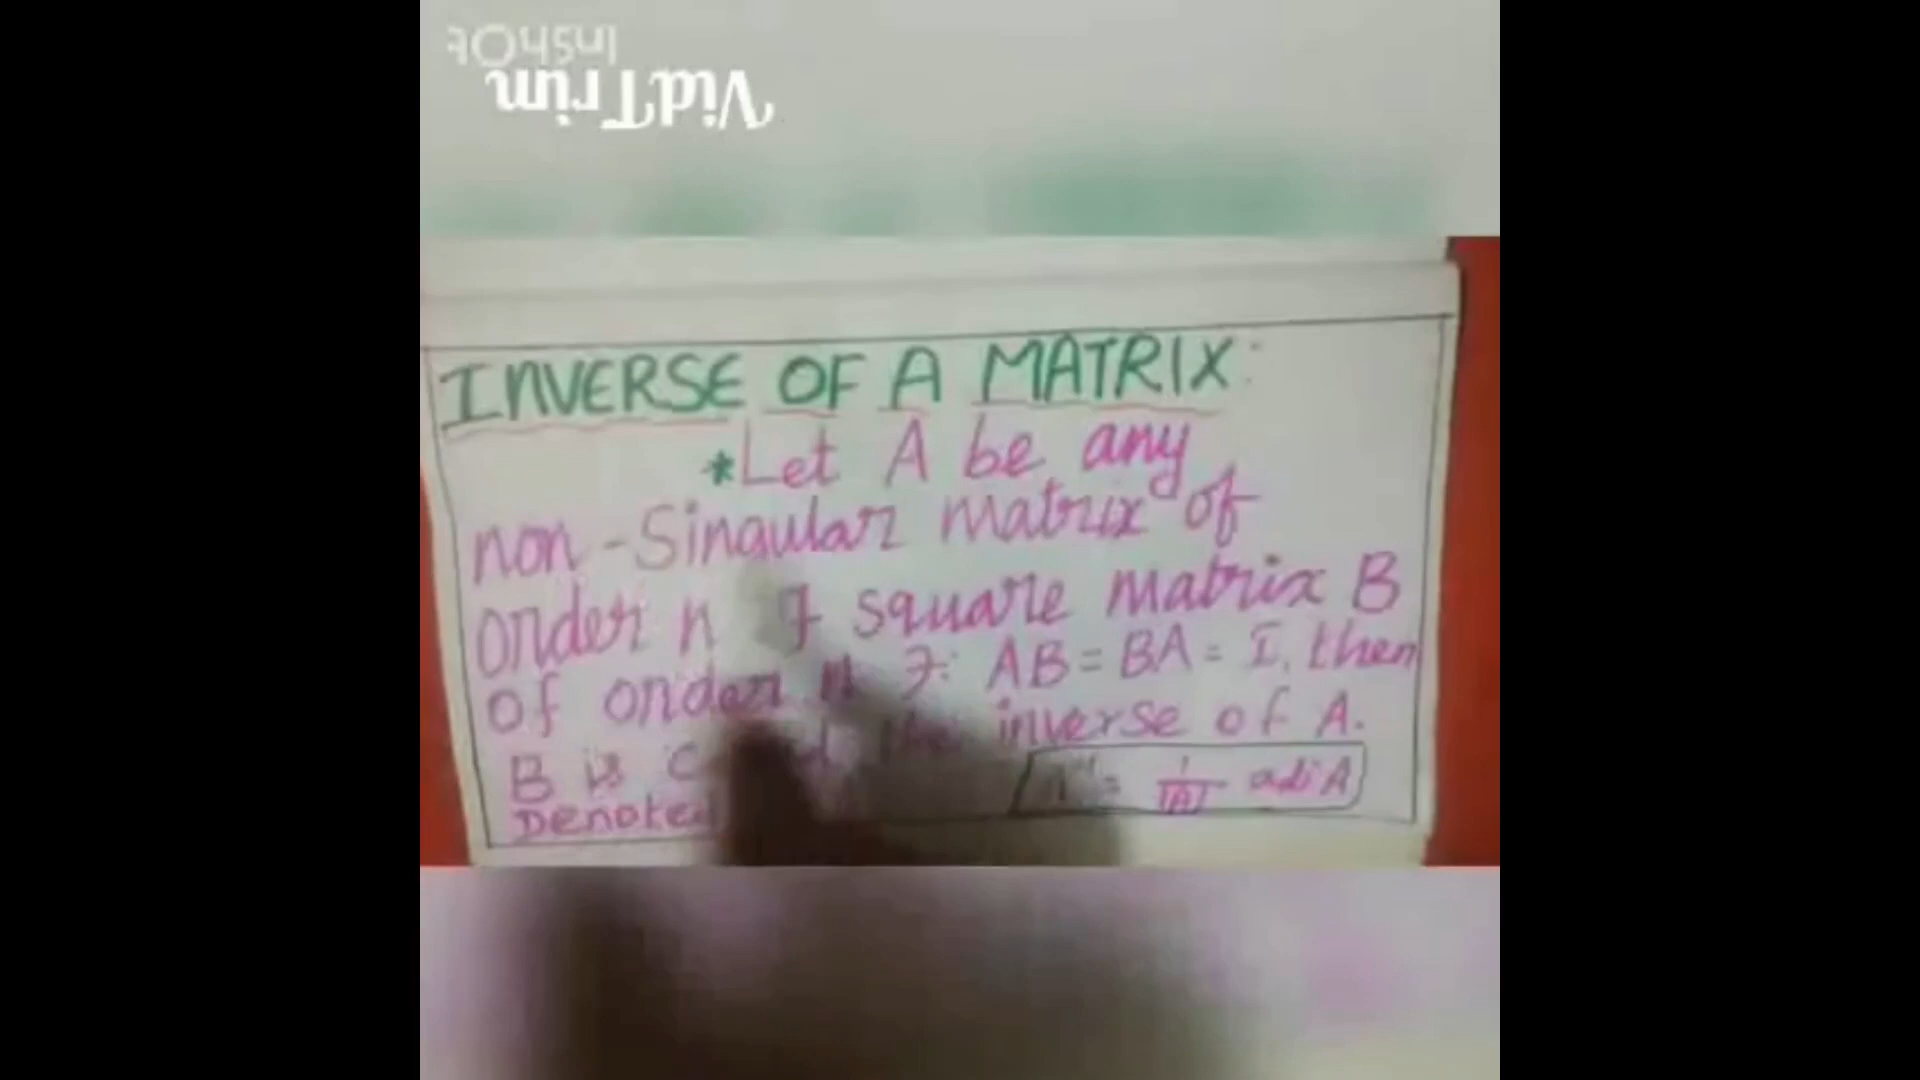 InShOt
VidTrim
INVERSE OF A MATRIX:
*Let A be any
non-Singular matrix of
order n Ǝ square matrix B
of order n Ǝ: AB = BA = I, then
B is the inverse of A.
Denoted = 1/|A| adj A